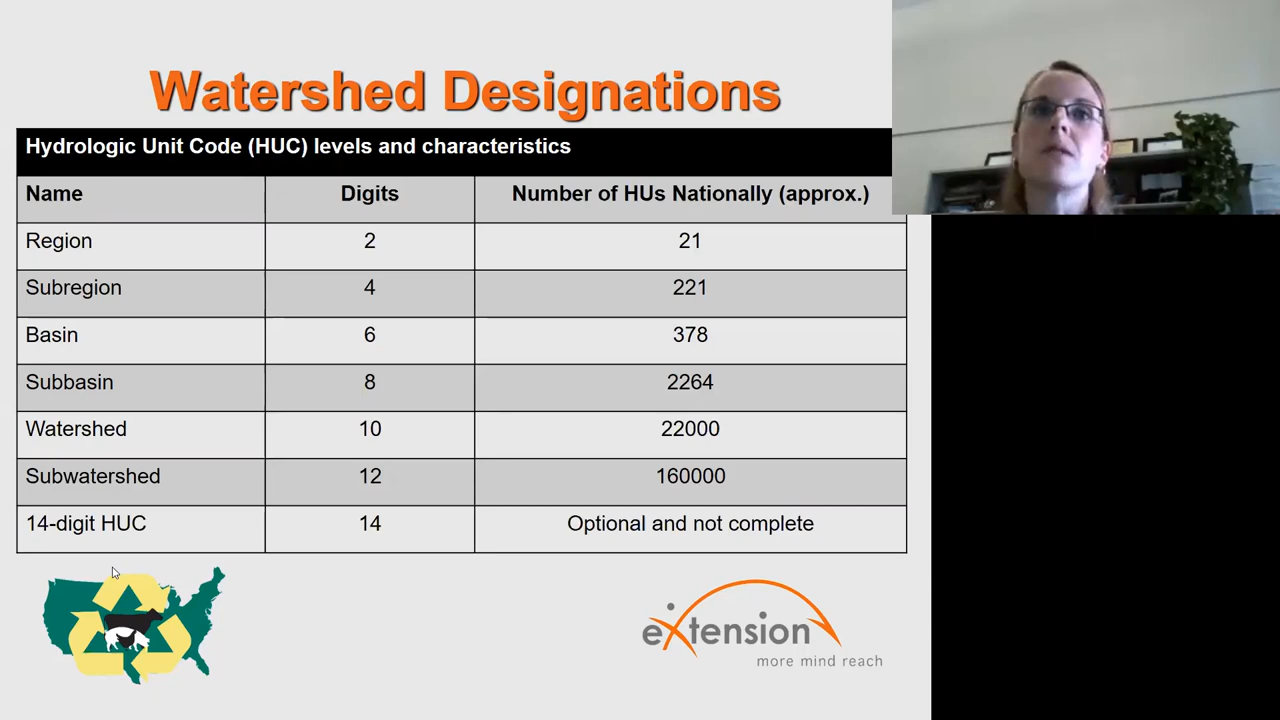 Watershed Designations
Hydrologic Unit Code (HUC) levels and characteristics
Name Digits Number of HUs Nationally (approx.)
Region 2 21
Subregion 4 221
Basin 6 378
Subbasin 8 2264
Watershed 10 22000
Subwatershed 12 160000
14-digit HUC 14 Optional and not complete
eXtension
more mind reach